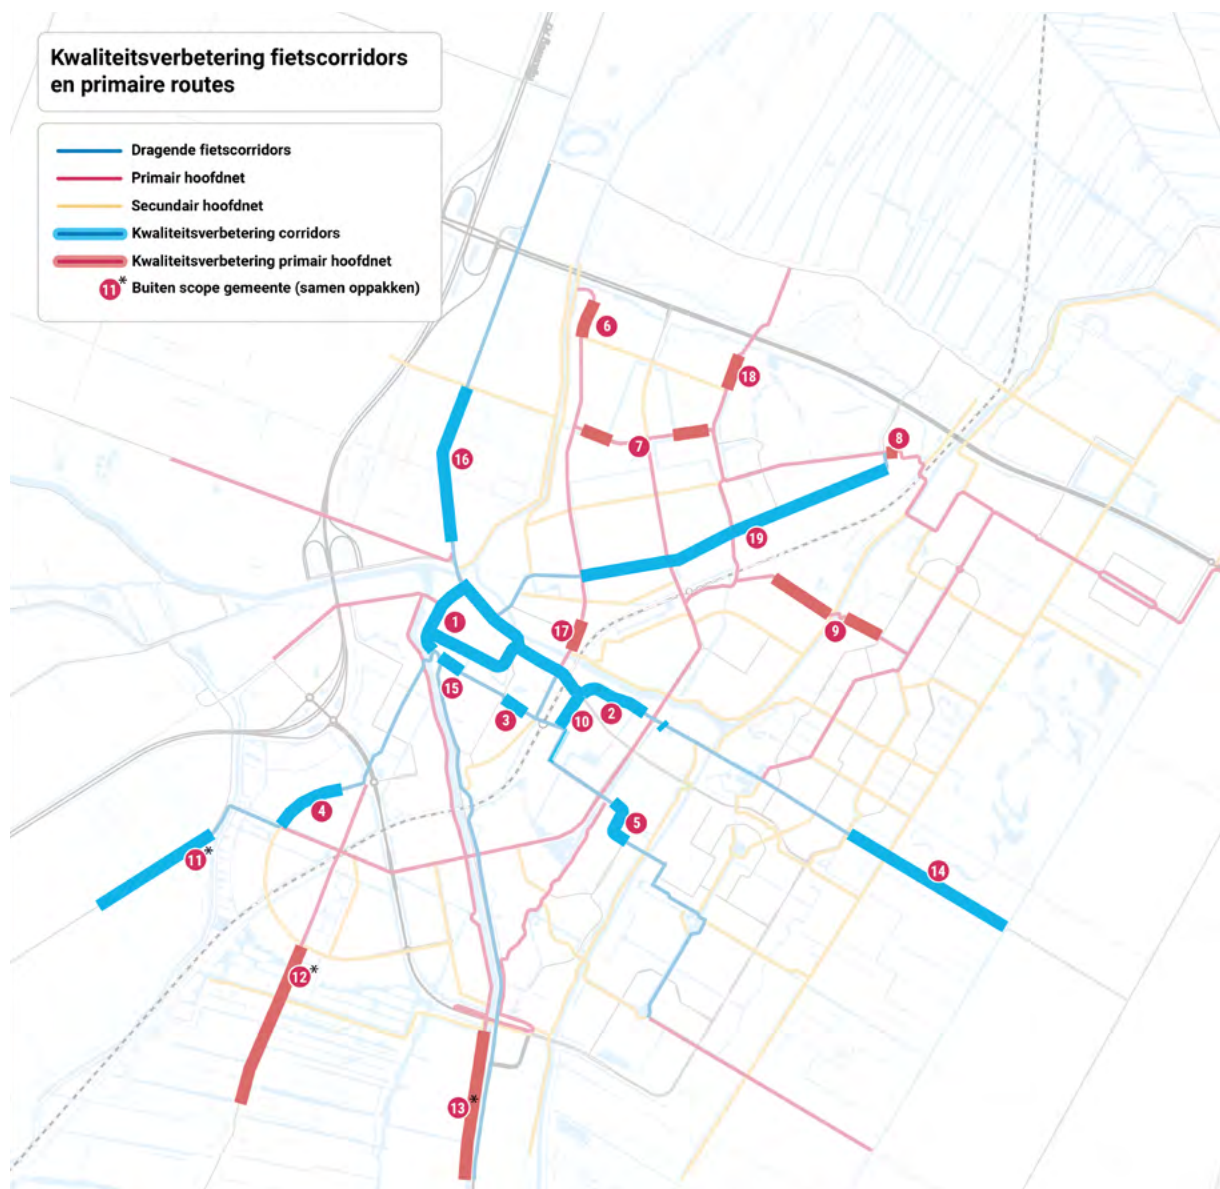 Kwaliteitsverbetering fietscorridors
en primaire routes
Dragende fietscorridors
Primair hoofdnet
Secundair hoofdnet
Kwaliteitsverbetering corridors
Kwaliteitsverbetering primair hoofdnet
11* Buiten scope gemeente (samen oppakken)
6
18
7
8
16
19
1
17
9
15
3
10
2
4
5
11*
14
12*
13*